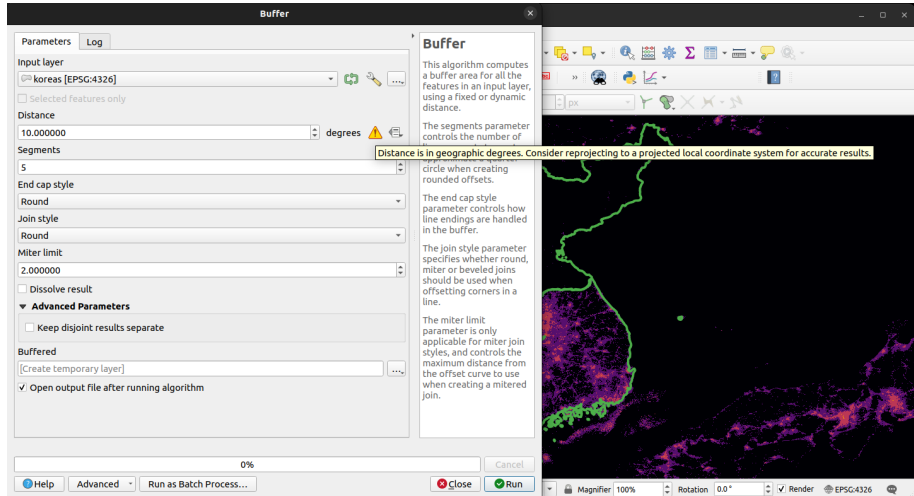 Buffer
Parameters
Log
Input layer
koreas [EPSG:4326]
Selected features only
Distance
10.000000
degrees
Segments
5
End cap style
Round
Join style
Round
Miter limit
2.000000
Dissolve result
Advanced Parameters
Keep disjoint results separate
Buffered
[Create temporary layer]
Open output file after running algorithm
0%
Cancel
Help
Advanced
Run as Batch Process...
Close
Run
Buffer
This algorithm computes
a buffer area for all the
features in an input layer,
using a fixed or dynamic
distance.
The segments parameter
controls the number of
Distance is in geographic degrees. Consider reprojecting to a projected local coordinate system for accurate results.
circle when creating
rounded offsets.
The end cap style
parameter controls how
line endings are handled
in the buffer.
The join style parameter
specifies whether round,
miter or beveled joins
should be used when
offsetting corners in a
line.
The miter limit
parameter is only
applicable for miter join
styles, and controls the
maximum distance from
the offset curve to use
when creating a mitered
join.
px
Magnifier
100%
Rotation
0.0°
Render
EPSG:4326